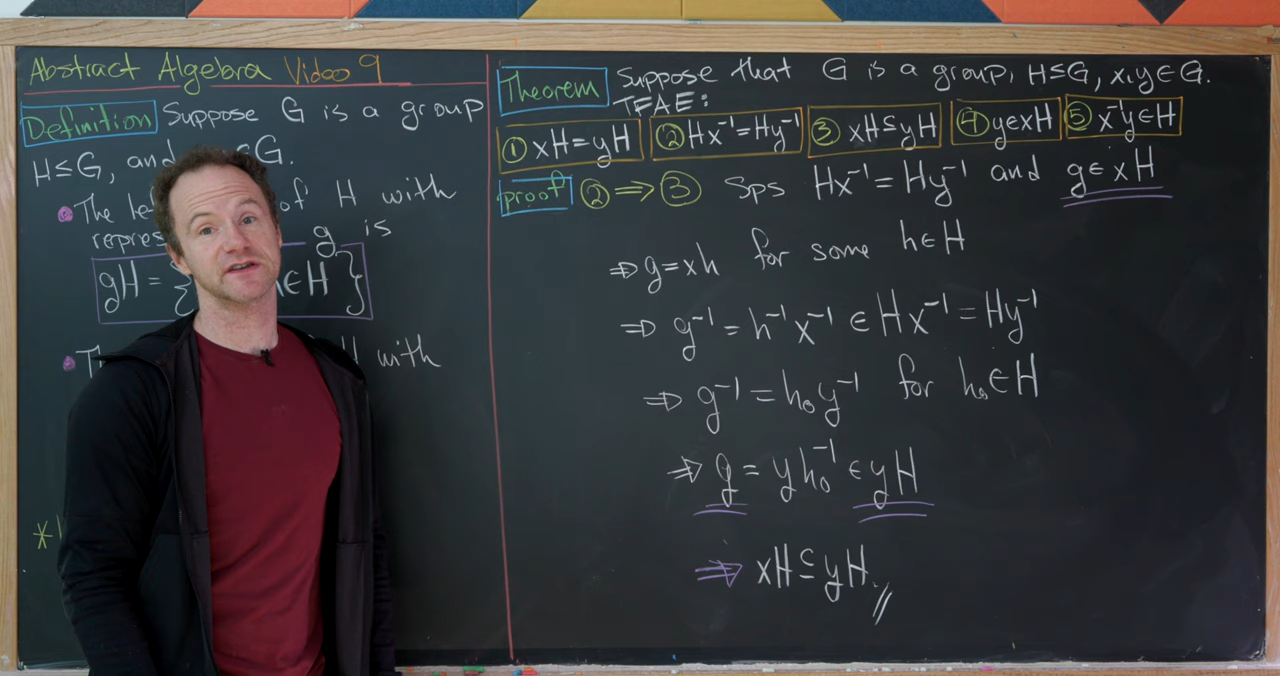 Abstract Algebra Video 9
Definition Suppose G is a group
H≤G, and G.
The of H with
g is
gH = { h∈H }
H with
*
Theorem Suppose that G is a group, H≤G, x,y∈G.
TFAE:
① xH=yH ② Hx⁻¹=Hy⁻¹ ③ xH⊆yH ④ y∈xH ⑤ x⁻¹y∈H
proof ② ⟹ ③ Sps Hx⁻¹=Hy⁻¹ and g∈xH
⇒ g=xh for some h∈H
⇒ g⁻¹ = h⁻¹x⁻¹ ∈ Hx⁻¹ = Hy⁻¹
⇒ g⁻¹ = h₀y⁻¹ for h₀∈H
⇒ g = yh₀⁻¹ ∈ yH
⇒ xH⊆yH.//